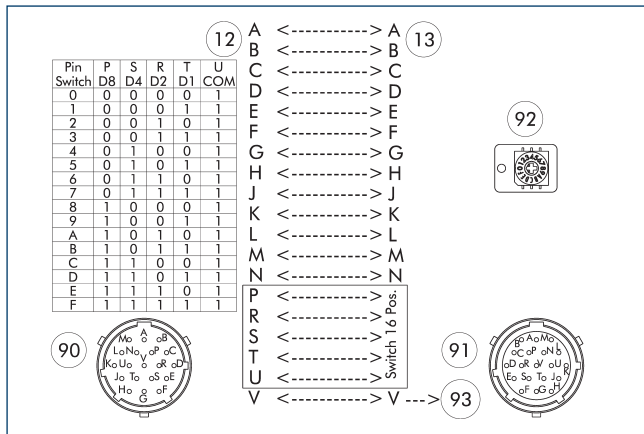 12
A <-----------> A
13
B <-----------> B
C <-----------> C
D <-----------> D
E <-----------> E
F <-----------> F
G <-----------> G
H <-----------> H
J <-----------> J
K <-----------> K
L <-----------> L
M <-----------> M
N <-----------> N
P <-----------> P
R <-----------> R
S <-----------> S
T <-----------> T
U <-----------> U
Switch 16 Pos.
V <-----------> V ---> 93
Pin P S R T U
Switch D8 D4 D2 D1 COM
0 0 0 0 0 1
1 0 0 0 1 1
2 0 0 1 0 1
3 0 0 1 1 1
4 0 1 0 0 1
5 0 1 0 1 1
6 0 1 1 0 1
7 0 1 1 1 1
8 1 0 0 0 1
9 1 0 0 1 1
A 1 0 1 0 1
B 1 0 1 1 1
C 1 1 0 0 1
D 1 1 0 1 1
E 1 1 1 0 1
F 1 1 1 1 1
92
90
A
M B
L N P C
K U V R D
J T S E
H F
G
91
B A M
C P N L
D R V U K
E S T J
F G H